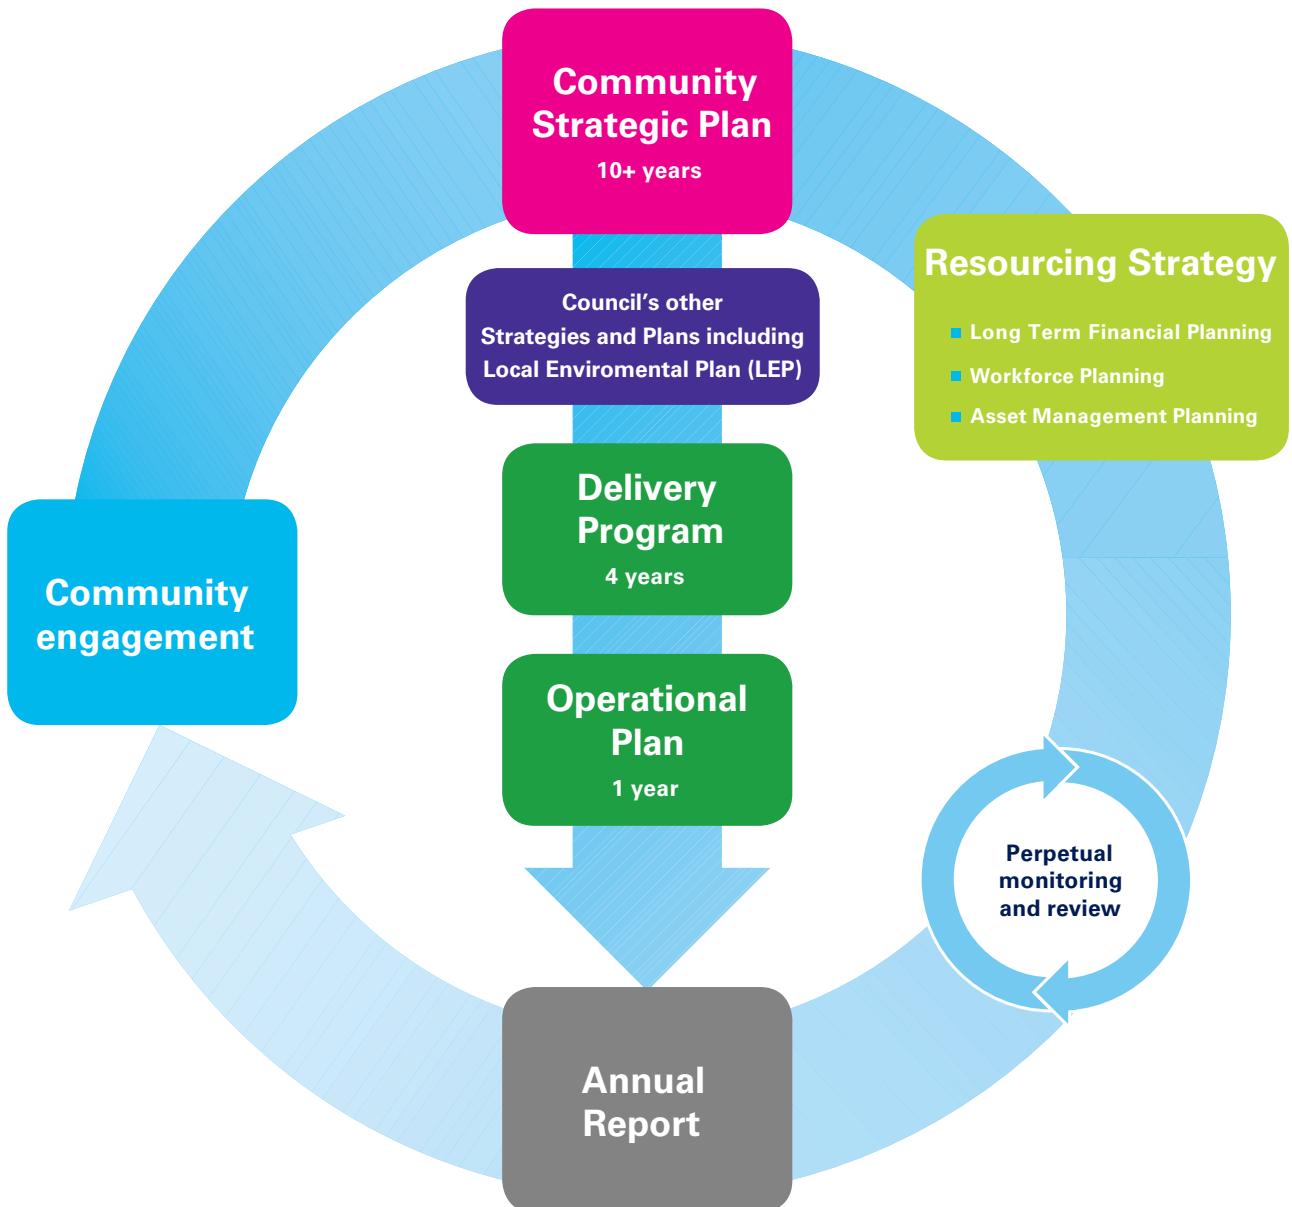 Community
Strategic Plan
10+ years
Resourcing Strategy
Long Term Financial Planning
Workforce Planning
Asset Management Planning
Council’s other
Strategies and Plans including
Local Enviromental Plan (LEP)
Delivery
Program
4 years
Community
engagement
Operational
Plan
1 year
Perpetual
monitoring
and review
Annual
Report